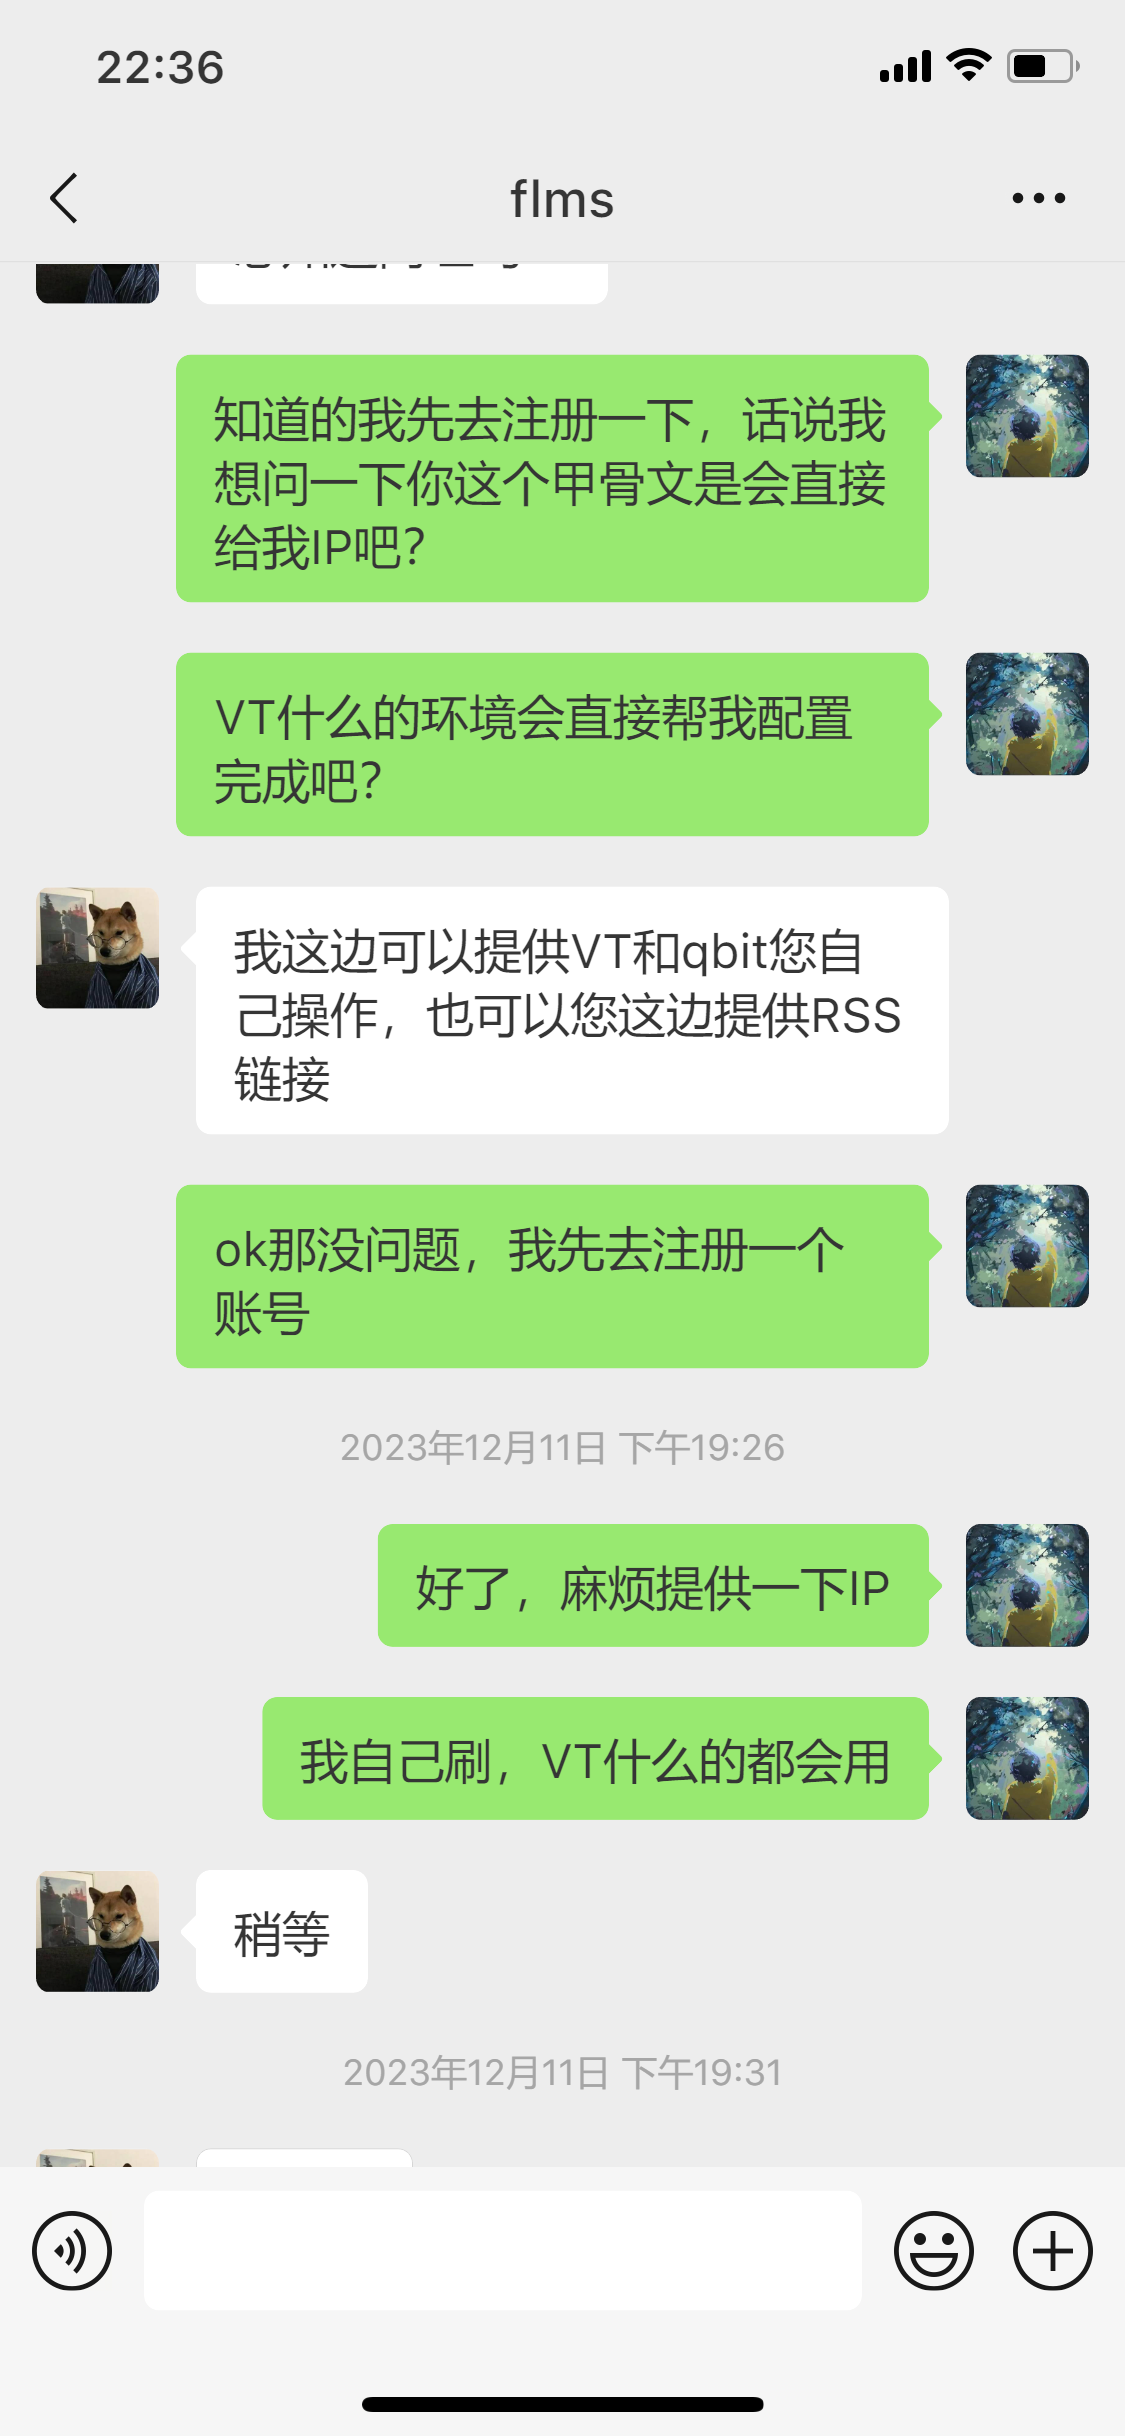 22:36
flms
知道的我先去注册一下，话说我
想问一下你这个甲骨文是会直接
给我IP吧？
VT什么的环境会直接帮我配置
完成吧？
我这边可以提供VT和qbit您自
己操作，也可以您这边提供RSS
链接
ok那没问题，我先去注册一个
账号
2023年12月11日 下午19:26
好了，麻烦提供一下IP
我自己刷，VT什么的都会用
稍等
2023年12月11日 下午19:31